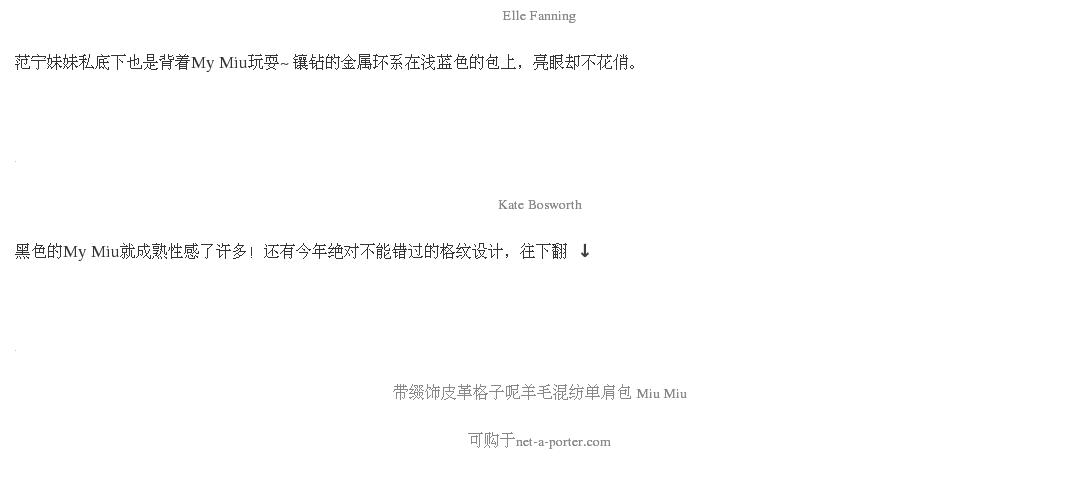 Elle Fanning
范宁妹妹私底下也是背着My Miu玩耍~ 镶钻的金属环系在浅蓝色的包上，亮眼却不花俏。
Kate Bosworth
黑色的My Miu就成熟性感了许多！还有今年绝对不能错过的格纹设计，往下翻 ↓
带缀饰皮革格子呢羊毛混纺单肩包 Miu Miu
可购于net-a-porter.com